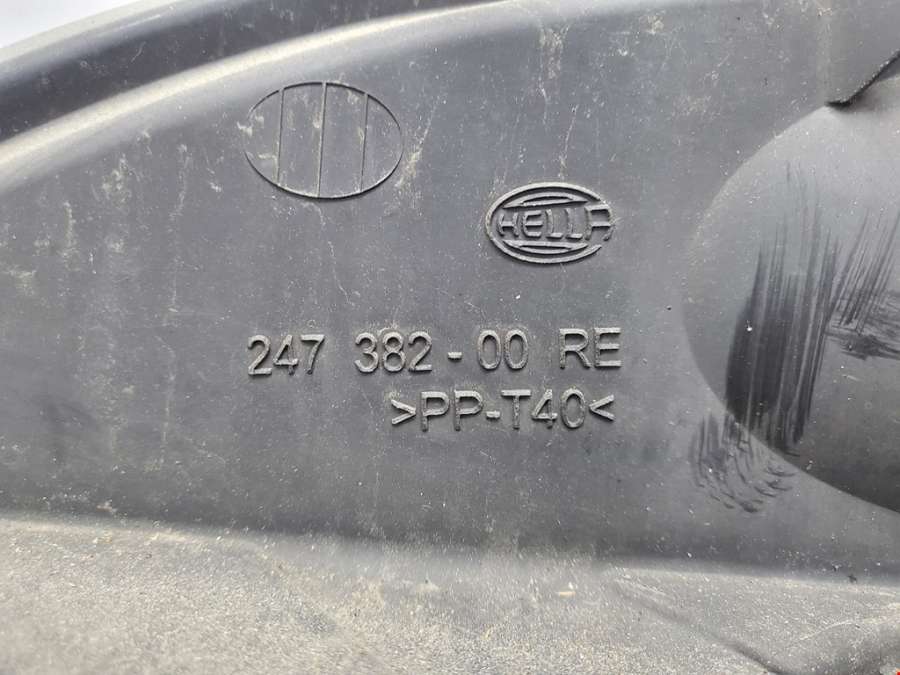 HELLA
247 382-00 RE
>PP-T40<